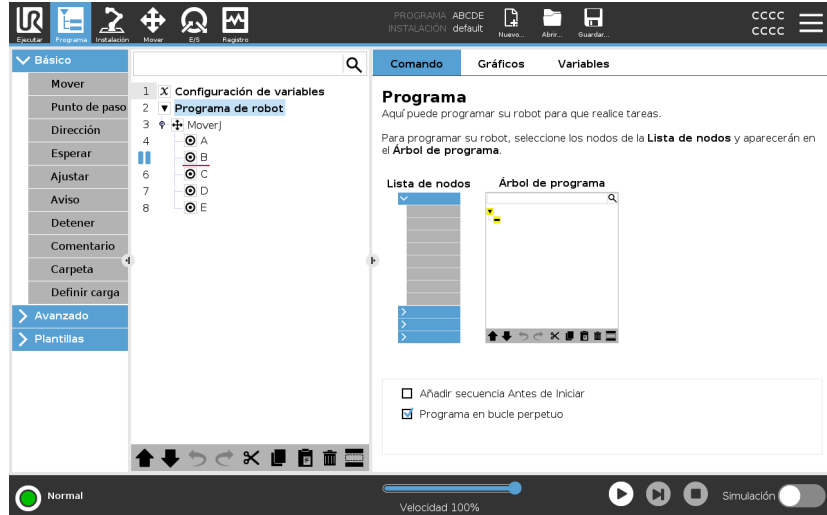 PROGRAMA ABCDE
INSTALACIÓN default
cccc
cccc
Ejecutar Programa Instalación Mover E/S Registro Nuevo... Abrir... Guardar...
Básico
Mover
Punto de paso
Dirección
Esperar
Ajustar
Aviso
Detener
Comentario
Carpeta
Definir carga
Avanzado
Plantillas
1 X Configuración de variables
2 Programa de robot
3 MoverJ
4 A
B
6 C
7 D
8 E
Comando Gráficos Variables
Programa
Aquí puede programar su robot para que realice tareas.
Para programar su robot, seleccione los nodos de la Lista de nodos y aparecerán en
el Árbol de programa.
Lista de nodos Árbol de programa
Añadir secuencia Antes de Iniciar
Programa en bucle perpetuo
Normal
Velocidad 100%
Simulación